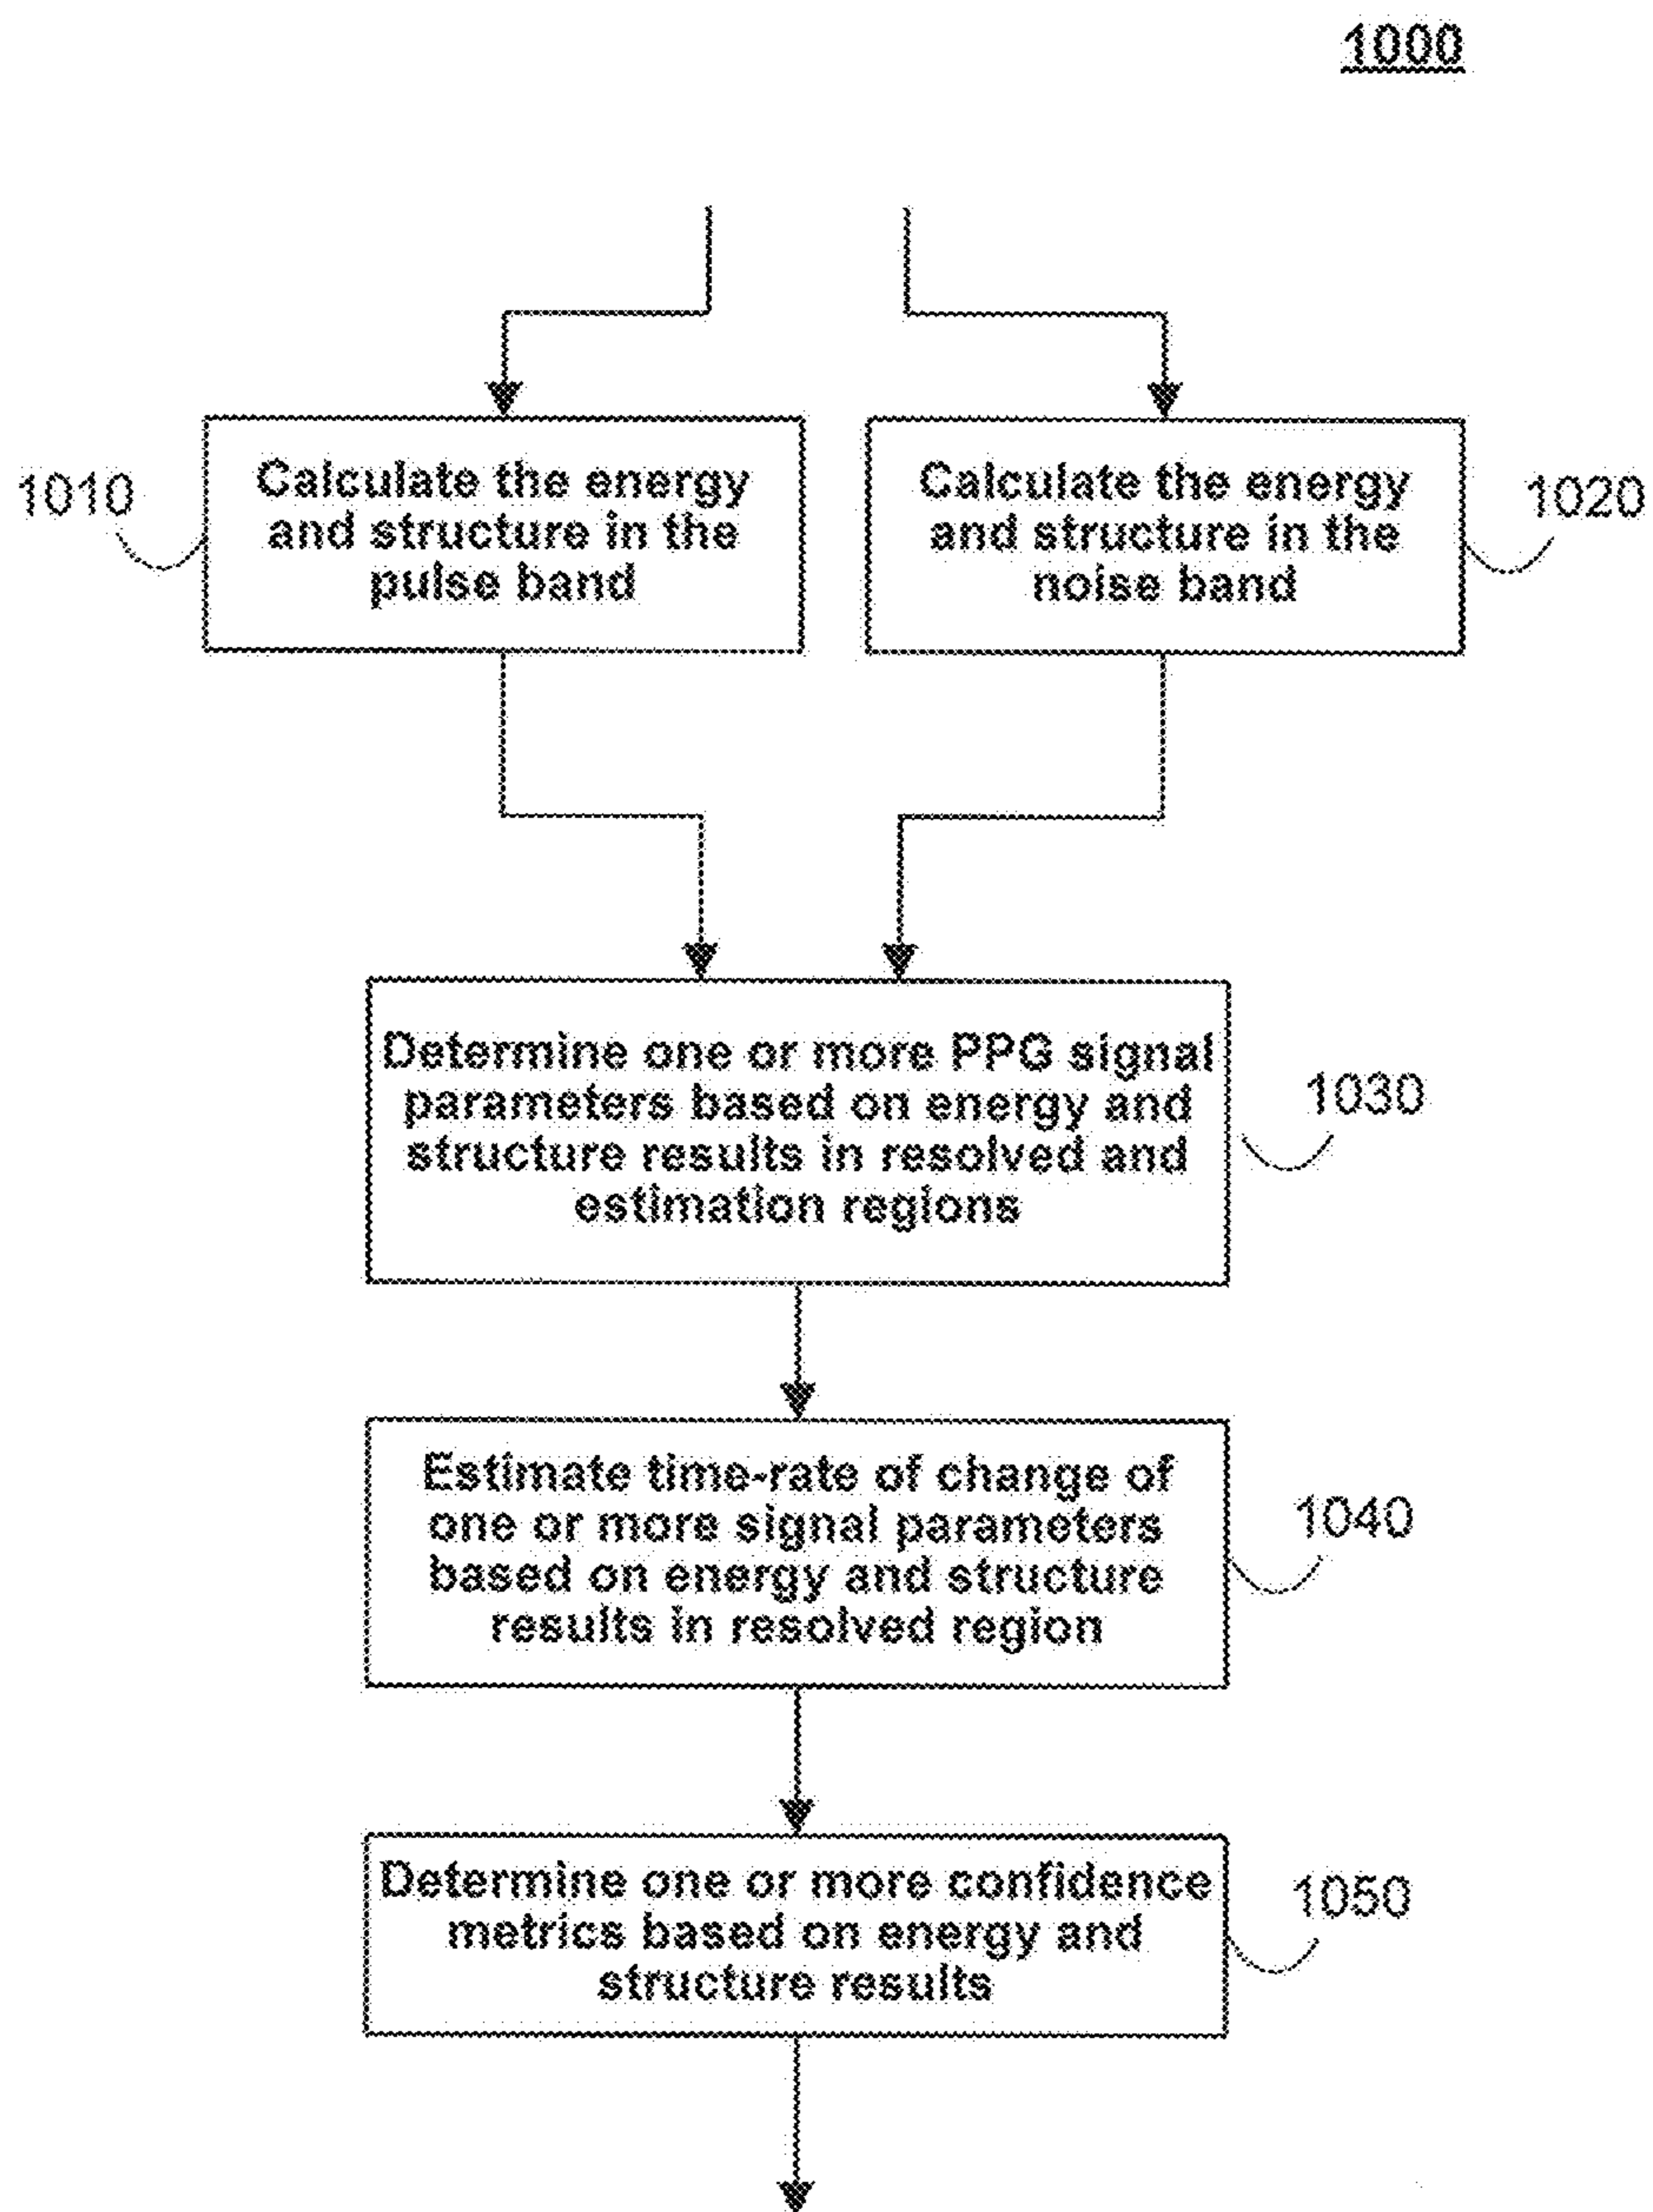 1000
1010
Calculate the energy
and structure in the
pulse band
Calculate the energy
and structure in the
noise band
1020
Determine one or more PPG signal
parameters based on energy and
structure results in resolved and
estimation regions
1030
Estimate time-rate of change of
one or more signal parameters
based on energy and structure
results in resolved region
1040
Determine one or more confidence
metrics based on energy and
structure results
1050